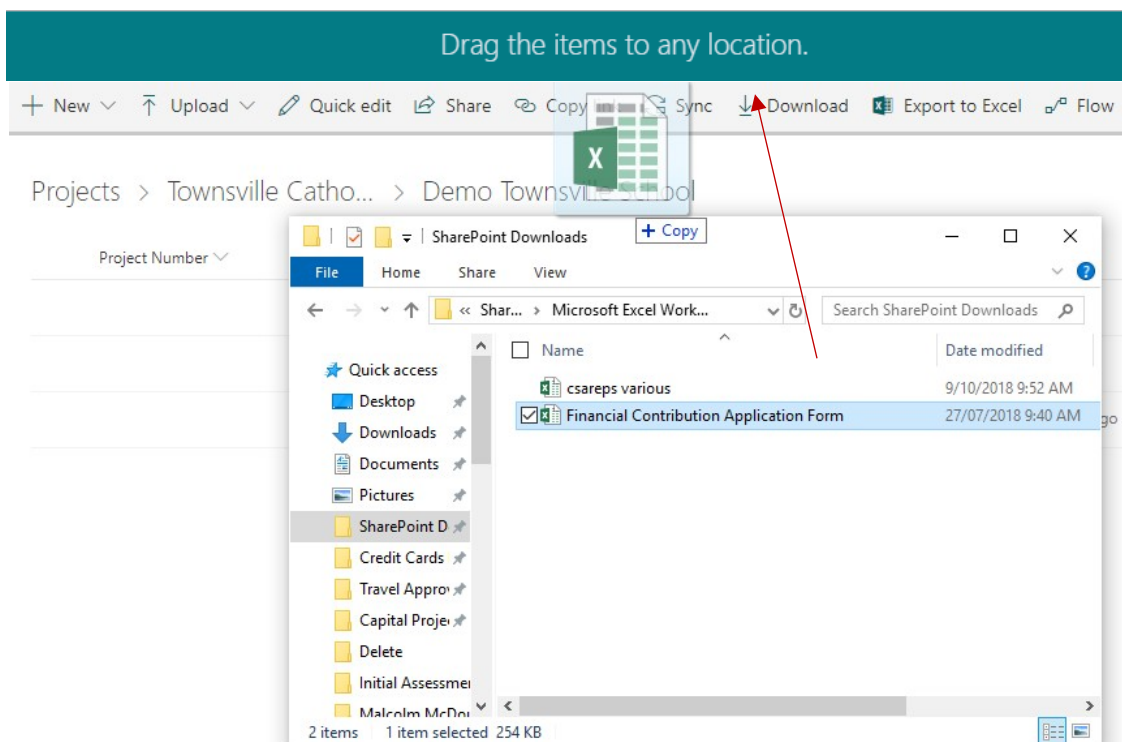 Drag the items to any location.
New Upload Quick edit Share Copy Sync Download Export to Excel Flow
Projects > Townsville Catho... > Demo Townsville School
Project Number
SharePoint Downloads
+ Copy
File Home Share View
« Shar... > Microsoft Excel Work... Search SharePoint Downloads
Name Date modified
Quick access
Desktop
Downloads
Documents
Pictures
SharePoint D
Credit Cards
Travel Approv
Capital Proje
Delete
Initial Assessme
Malcolm McDo
csareps various 9/10/2018 9:52 AM
Financial Contribution Application Form 27/07/2018 9:40 AM
go
2 items 1 item selected 254 KB